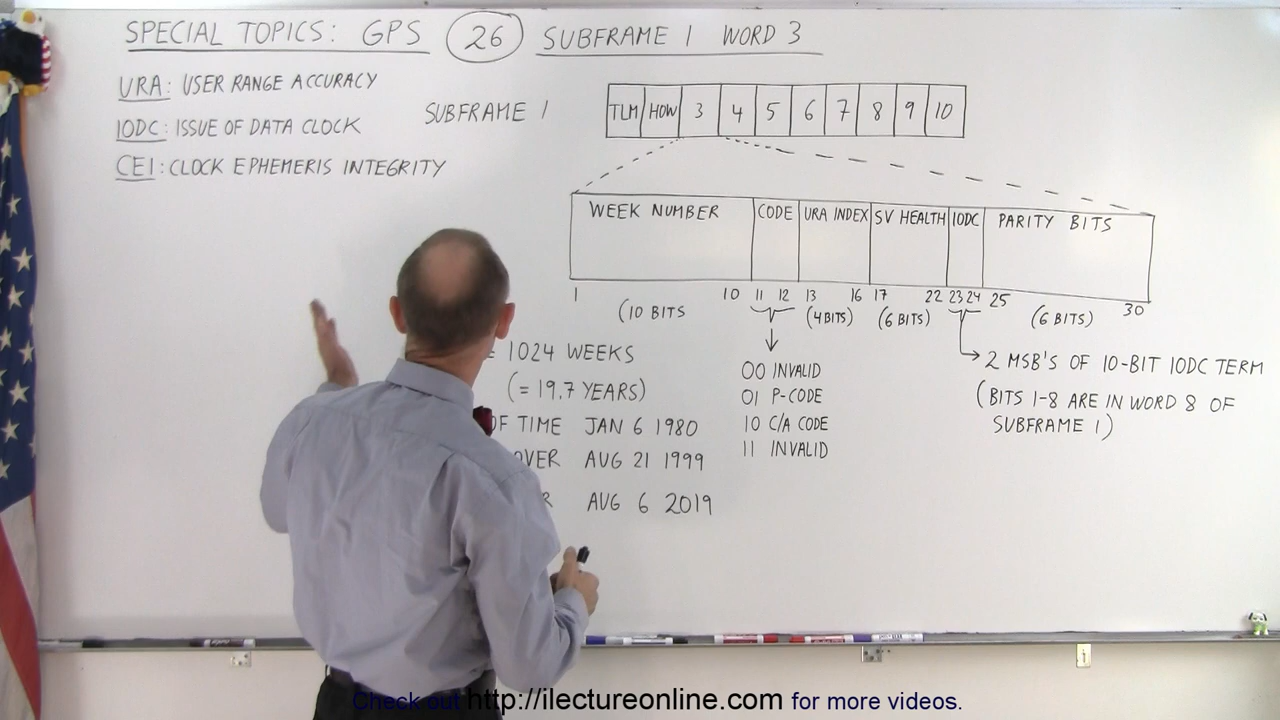 SPECIAL TOPICS: GPS 26 SUBFRAME 1 WORD 3
URA: USER RANGE ACCURACY
IODC: ISSUE OF DATA CLOCK
CEI: CLOCK EPHEMERIS INTEGRITY
SUBFRAME 1
TLM HOW 3 4 5 6 7 8 9 10
WEEK NUMBER CODE URA INDEX SV HEALTH IODC PARITY BITS
1 10 11 12 13 16 17 22 23 24 25 30
(10 BITS (4 BITS) (6 BITS) (6 BITS)
= 1024 WEEKS
(= 19.7 YEARS)
OF TIME JAN 6 1980
OVER AUG 21 1999
R AUG 6 2019
00 INVALID
01 P-CODE
10 C/A CODE
11 INVALID
2 MSB'S OF 10-BIT IODC TERM
(BITS 1-8 ARE IN WORD 8 OF
SUBFRAME 1)
Check out http://ilectureonline.com for more videos.